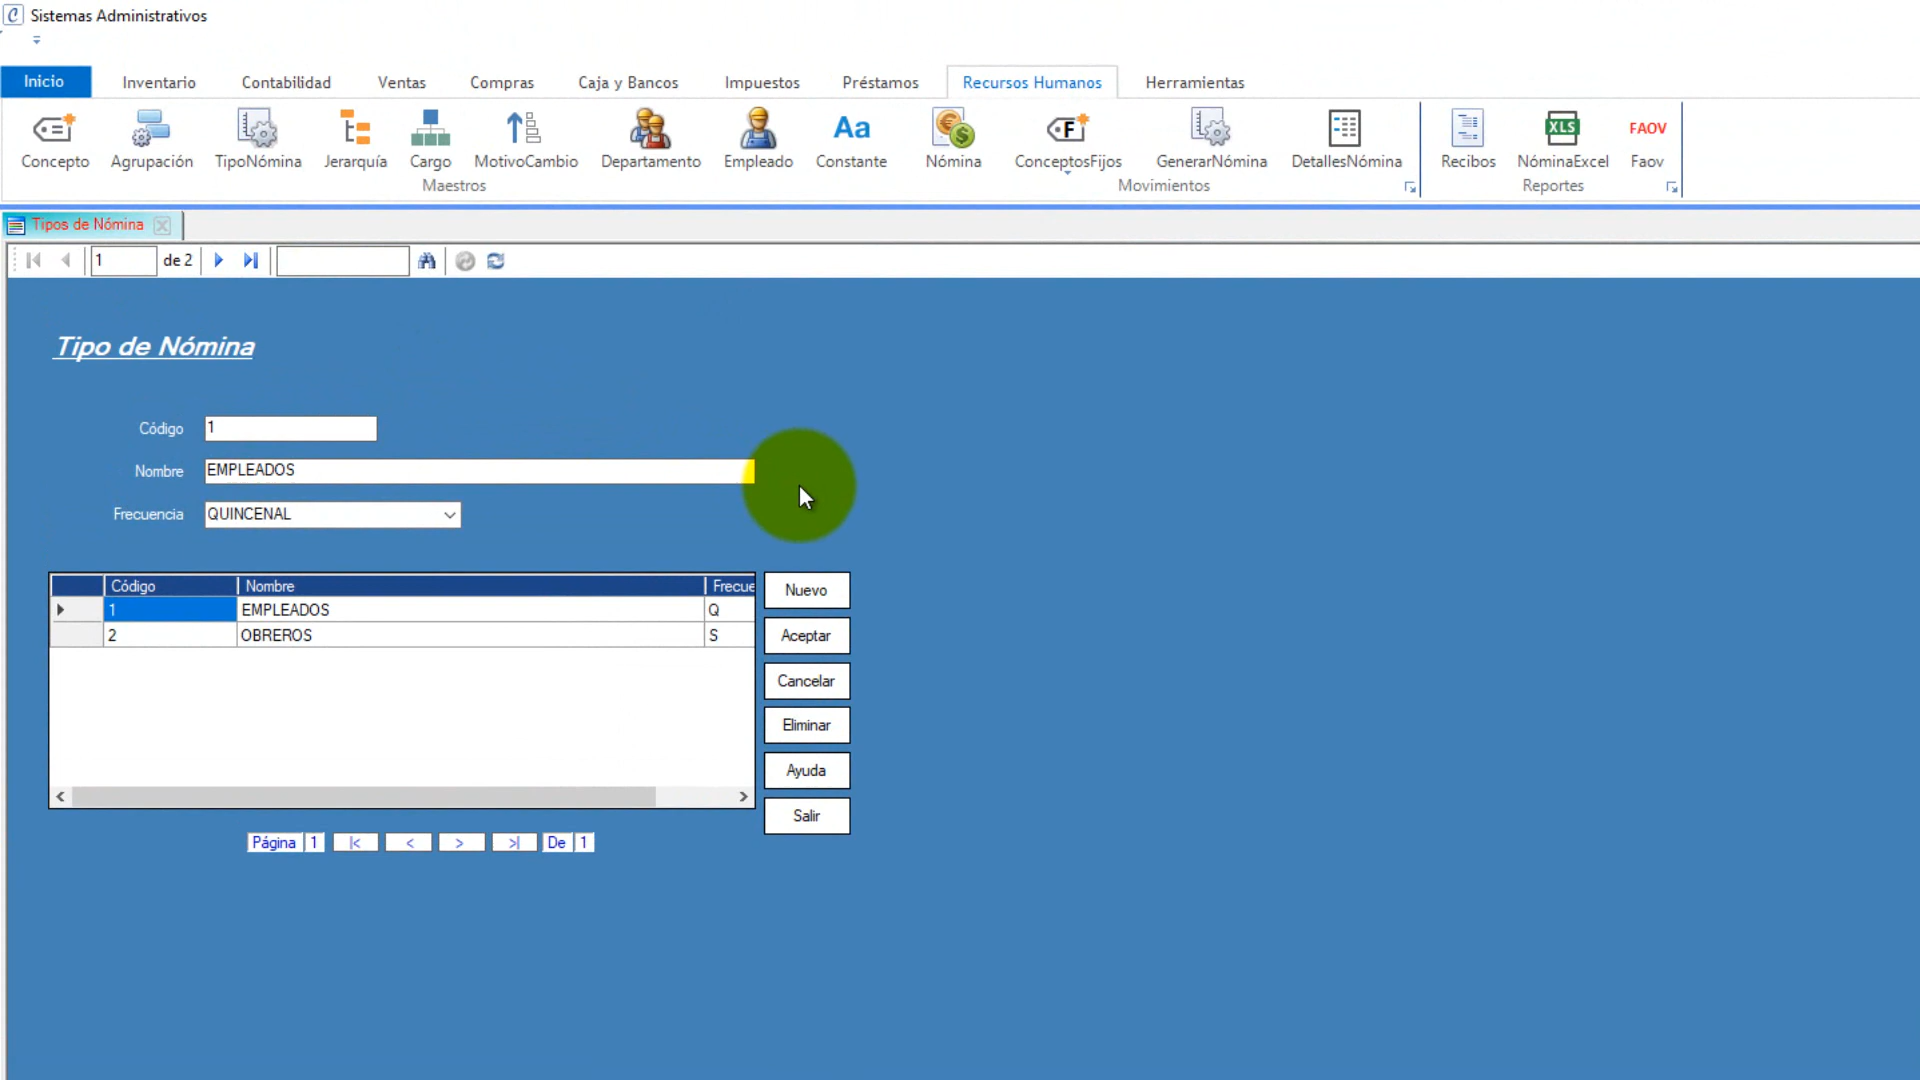 Sistemas Administrativos
Inicio Inventario Contabilidad Ventas Compras Caja y Bancos Impuestos Préstamos Recursos Humanos Herramientas
Concepto Agrupación TipoNómina Jerarquía Cargo MotivoCambio Departamento Empleado Aa Constante Nómina F ConceptosFijos GenerarNómina DetallesNómina Recibos XLS NóminaExcel FAOV Faov
Maestros Movimientos Reportes
Tipos de Nómina
1 de 2
Tipo de Nómina
Código 1
Nombre EMPLEADOS
Frecuencia QUINCENAL
Código Nombre Frecue
1 EMPLEADOS Q
2 OBREROS S
Nuevo
Aceptar
Cancelar
Eliminar
Ayuda
Salir
Página 1 |< < > >| De 1